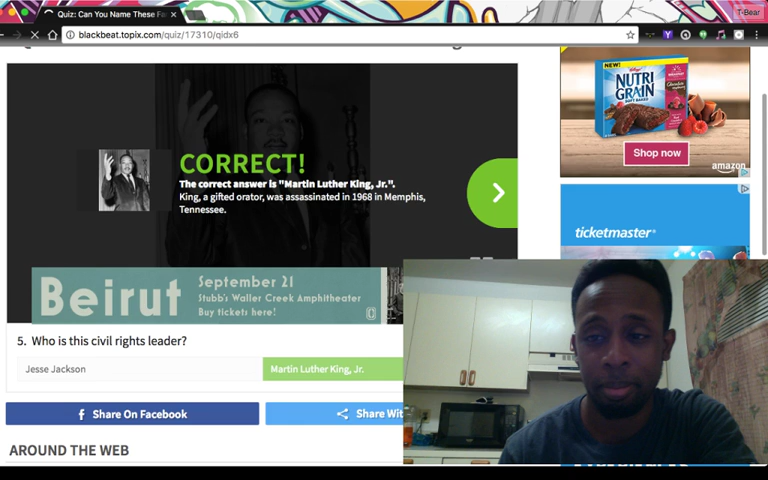 Quiz: Can You Name These Fa
T-Bear
blackbeat.topix.com/quiz/17310/qidx6
CORRECT!
The correct answer is "Martin Luther King, Jr.".
King, a gifted orator, was assassinated in 1968 in Memphis,
Tennessee.
Beirut
September 21
Stubb's Waller Creek Amphitheater
Buy tickets here!
5. Who is this civil rights leader?
Jesse Jackson
Martin Luther King, Jr.
Share On Facebook
Share Wit
AROUND THE WEB
NEW!
Kellogg's
NUTRI
GRAIN
SOFT BAKED
Shop now
amazon
ticketmaster®